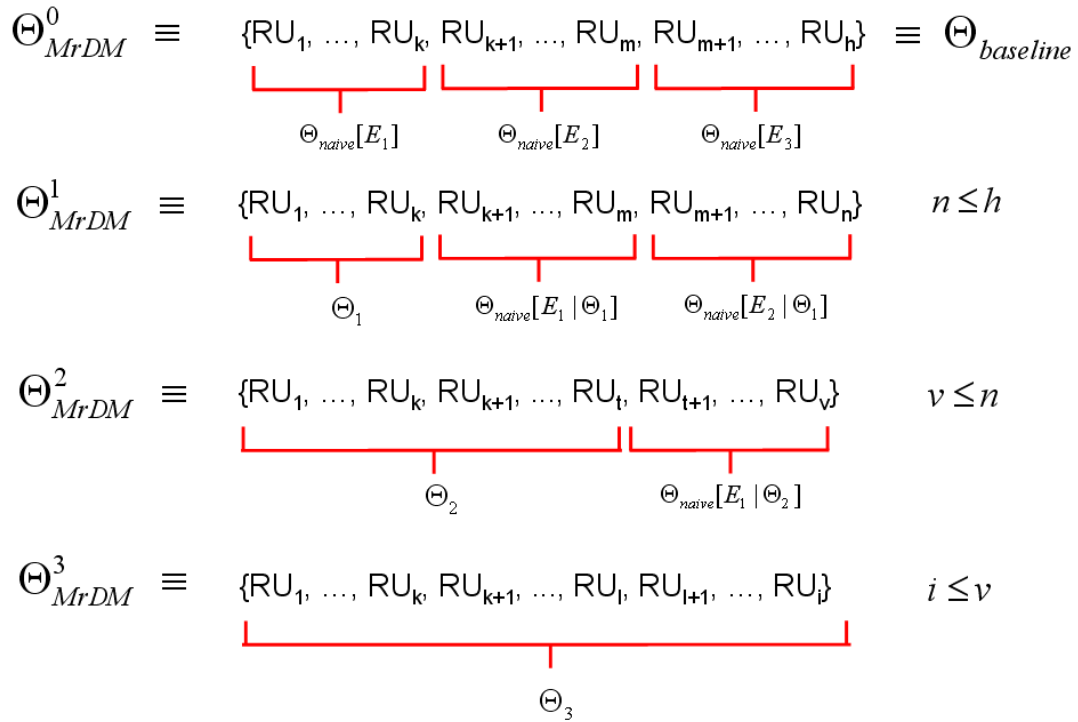 Θ⁰_MrDM ≡ {RU₁, ..., RUₖ, RUₖ₊₁, ... RUₘ, RUₘ₊₁, ..., RUₕ} ≡ Θ_baseline
Θ_naive[E₁] Θ_naive[E₂] Θ_naive[E₃]
Θ¹_MrDM ≡ {RU₁, ..., RUₖ, RUₖ₊₁, ... RUₘ, RUₘ₊₁, ..., RUₙ} n ≤ h
Θ₁ Θ_naive[E₁ | Θ₁] Θ_naive[E₂ | Θ₁]
Θ²_MrDM ≡ {RU₁, ..., RUₖ, RUₖ₊₁, ..., RUₜ, RUₜ₊₁, ..., RUᵥ} v ≤ n
Θ₂ Θ_naive[E₁ | Θ₂]
Θ³_MrDM ≡ {RU₁, ..., RUₖ, RUₖ₊₁, ..., RUₗ, RUₗ₊₁, ..., RUᵢ} i ≤ v
Θ₃